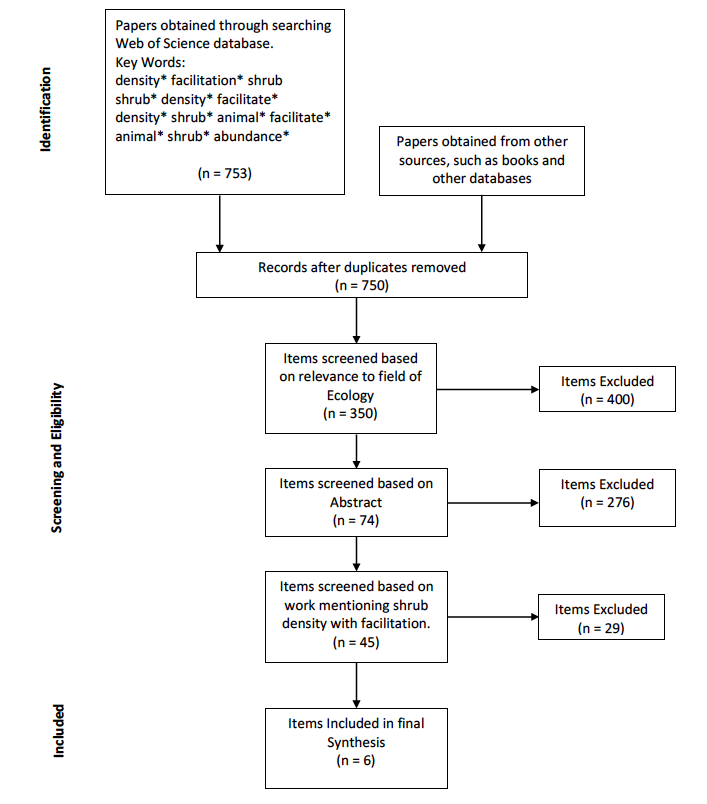 Identification
Papers obtained through searching
Web of Science database.
Key Words:
density* facilitation* shrub
shrub* density* facilitate*
density* shrub* animal* facilitate*
animal* shrub* abundance*
(n = 753)
Papers obtained from other
sources, such as books and
other databases
Records after duplicates removed
(n = 750)
Screening and Eligibility
Items screened based
on relevance to field of
Ecology
(n = 350)
Items Excluded
(n = 400)
Items screened based on
Abstract
(n = 74)
Items Excluded
(n = 276)
Items screened based on
work mentioning shrub
density with facilitation.
(n = 45)
Items Excluded
(n = 29)
Included
Items Included in final
Synthesis
(n = 6)